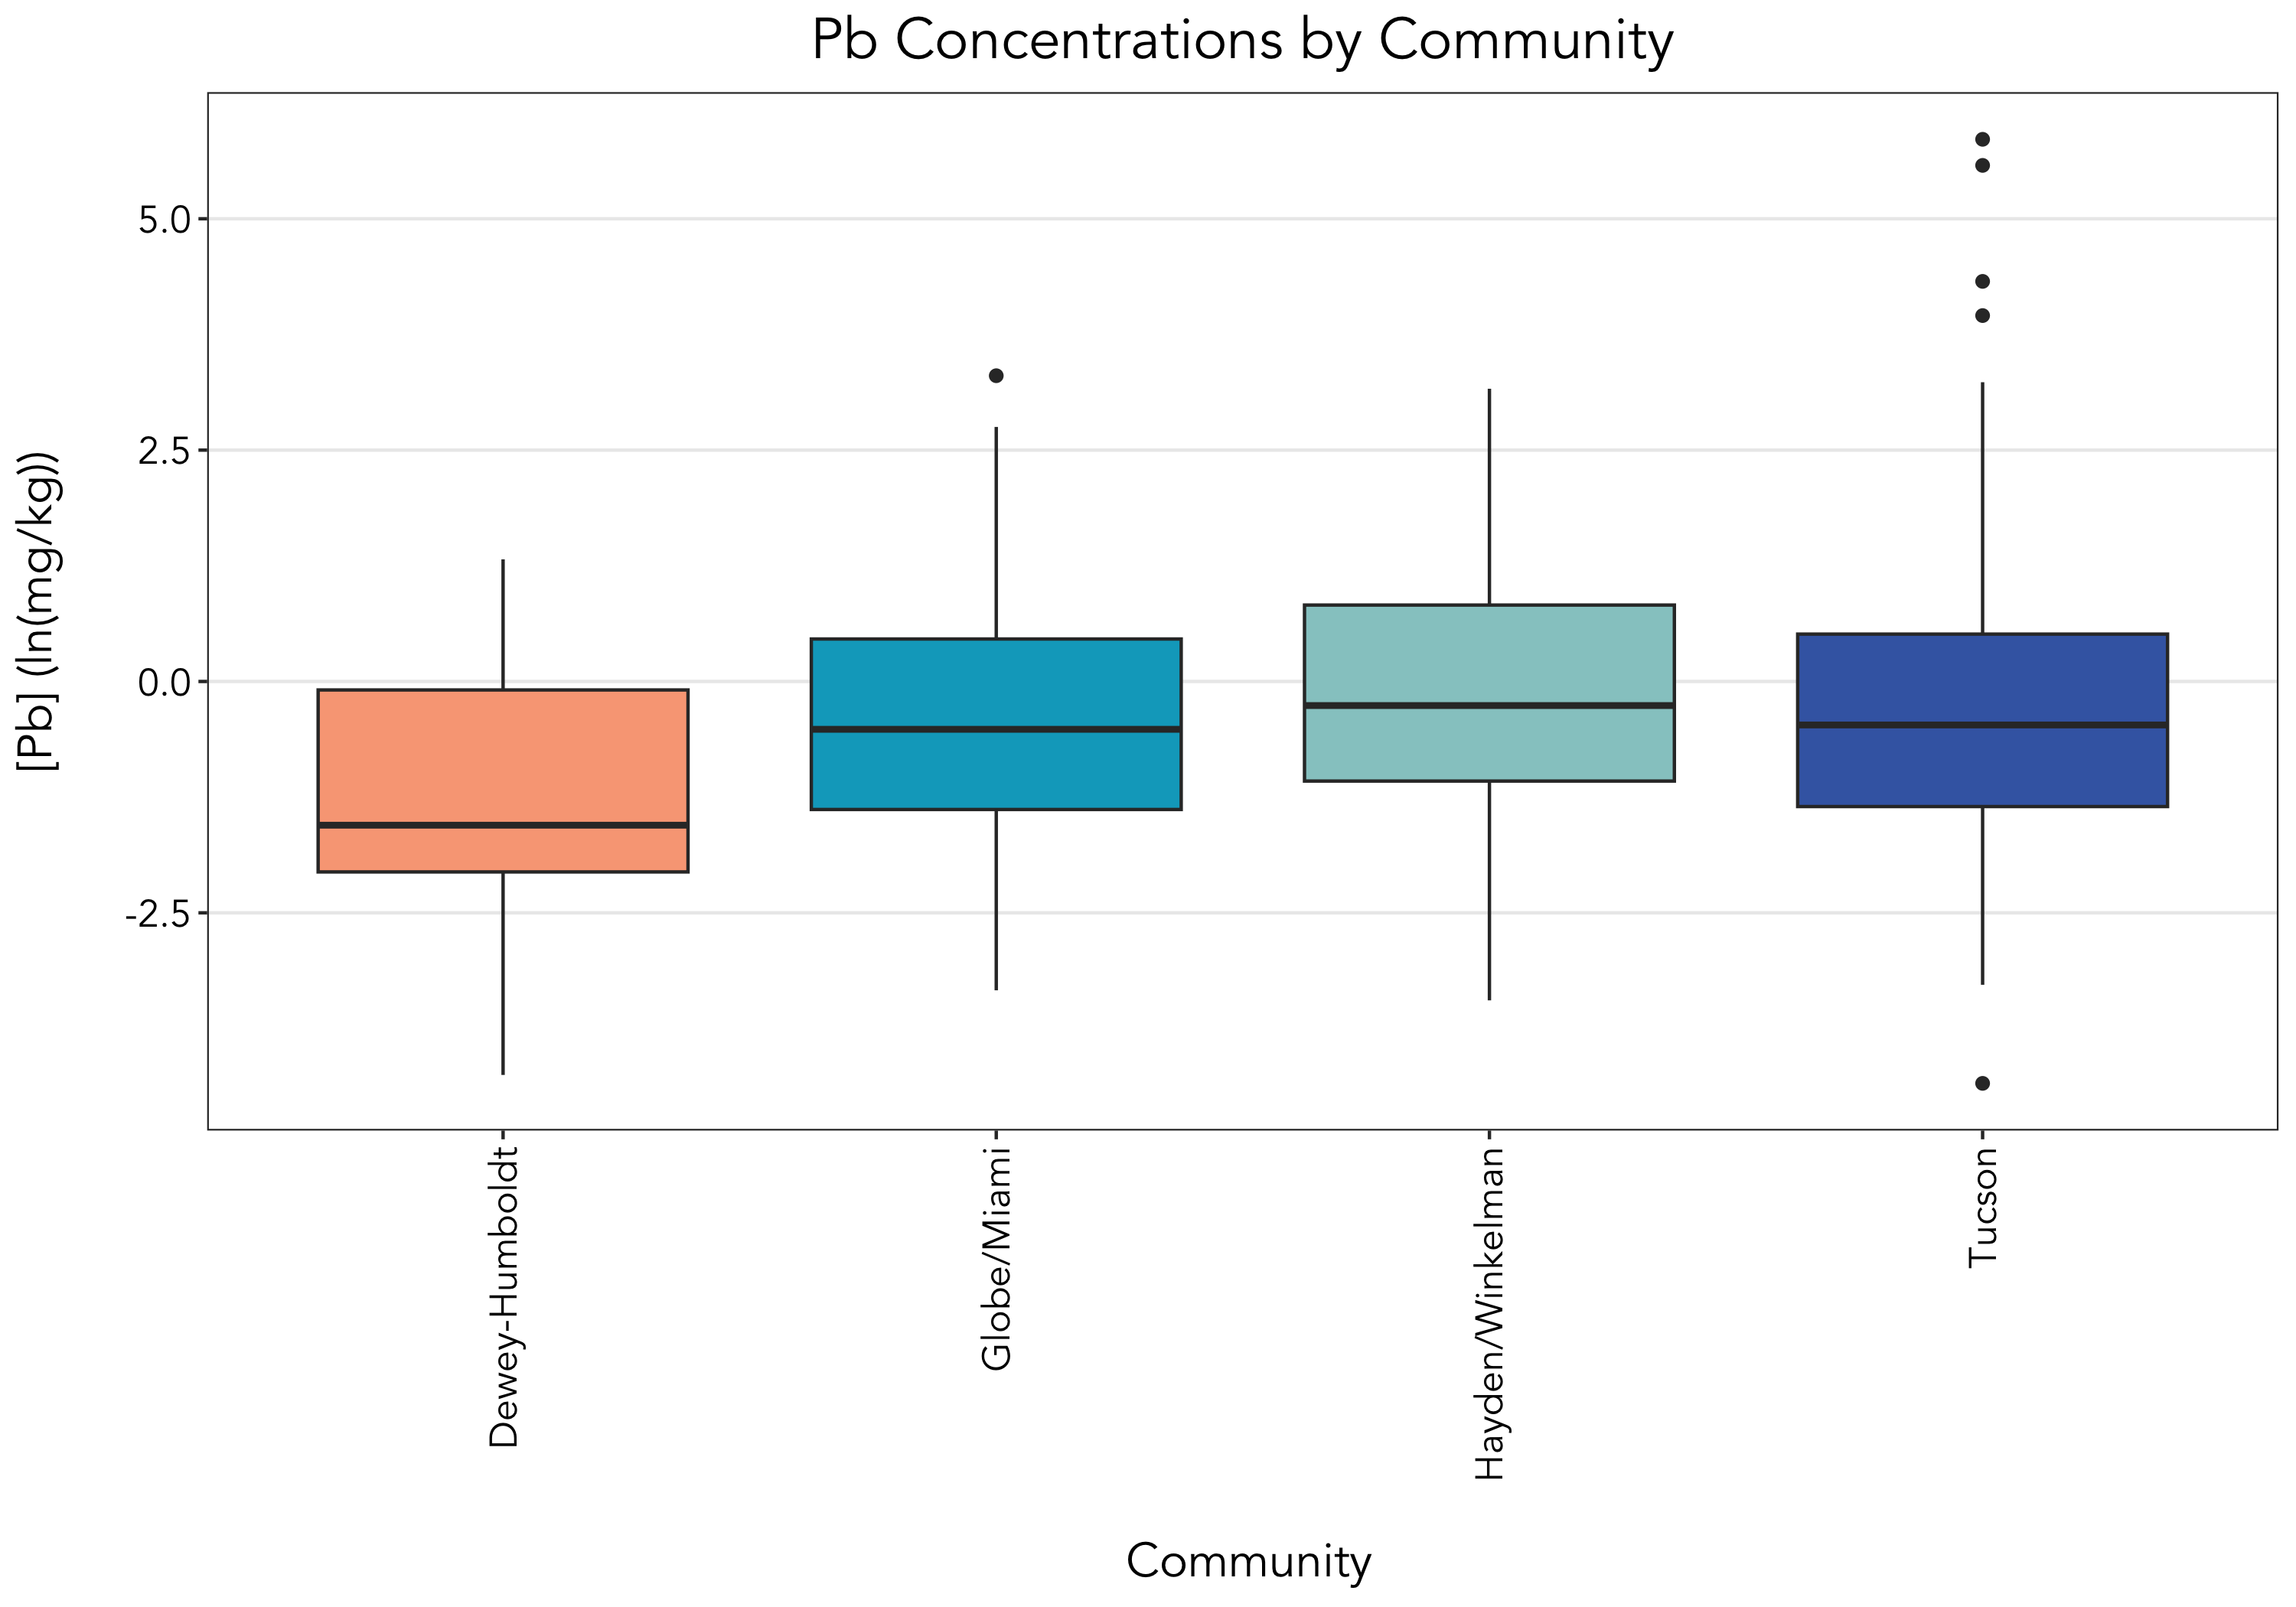 Pb Concentrations by Community
[Pb] (ln(mg/kg))
5.0
2.5
0.0
-2.5
Dewey-Humboldt
Globe/Miami
Hayden/Winkelman
Tucson
Community